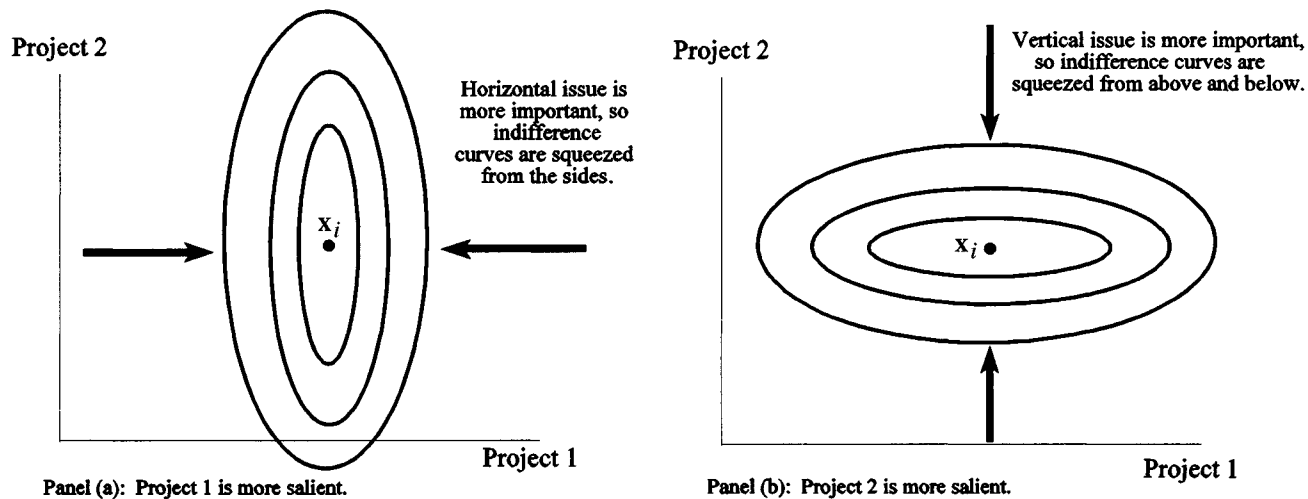 Project 2
Horizontal issue is
more important, so
indifference
curves are squeezed
from the sides.
x_i
Project 1
Panel (a): Project 1 is more salient.
Project 2
Vertical issue is more important,
so indifference curves are
squeezed from above and below.
x_i
Project 1
Panel (b): Project 2 is more salient.